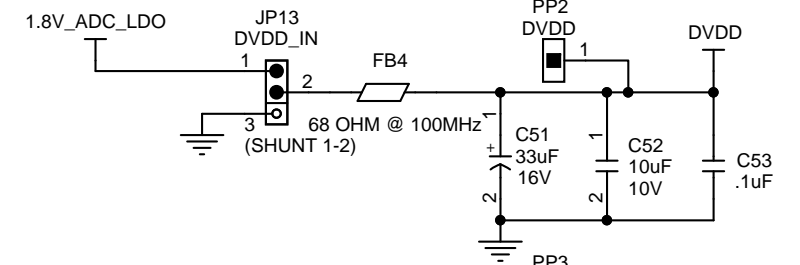 1.8V_ADC_LDO
JP13
DVDD_IN
1
2
3
(SHUNT 1-2)
FB4
68 OHM @ 100MHz
PP2
DVDD
1
DVDD
1
+
2
C51
33uF
16V
1
2
C52
10uF
10V
C53
.1uF
PP3